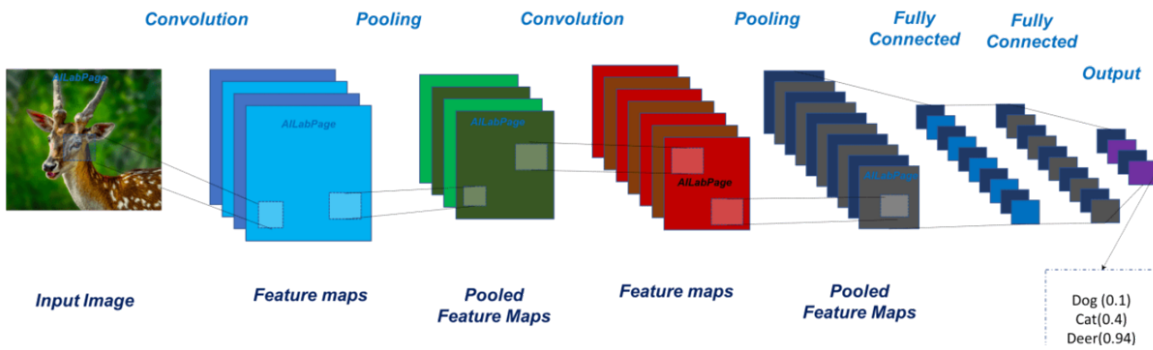 Convolution
Pooling
Convolution
Pooling
Fully
Connected
Fully
Connected
Output
AILabPage
AILabPage
AILabPage
AILabPage
AILabPage
Input Image
Feature maps
Pooled
Feature Maps
Feature maps
Pooled
Feature Maps
Dog (0.1)
Cat(0.4)
Deer(0.94)